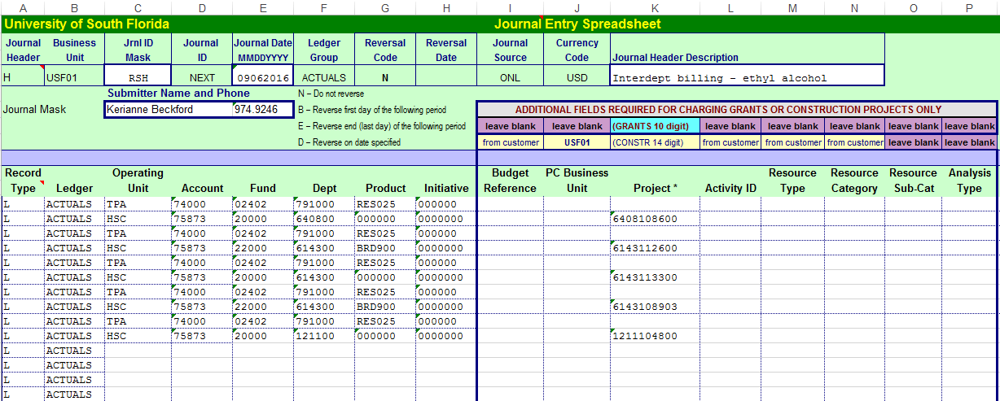 A B C D E F G H I J K L M N O P
University of South Florida Journal Entry Spreadsheet
Journal Business Jrnl ID Journal Journal Date Ledger Reversal Reversal Journal Currency
Header Unit Mask ID MMDDYYYY Group Code Date Source Code Journal Header Description
H USF01 RSH NEXT 09062016 ACTUALS N ONL USD Interdept billing - ethyl alcohol
Submitter Name and Phone N – Do not reverse
Journal Mask Kerianne Beckford 974.9246 B – Reverse first day of the following period ADDITIONAL FIELDS REQUIRED FOR CHARGING GRANTS OR CONSTRUCTION PROJECTS ONLY
E – Reverse end (last day) of the following period leave blank leave blank (GRANTS 10 digit) leave blank leave blank leave blank leave blank leave blank
D – Reverse on date specified from customer USF01 (CONSTR 14 digit) from customer from customer from customer leave blank leave blank
Record Operating Budget PC Business Resource Resource Resource Analysis
Type Ledger Unit Account Fund Dept Product Initiative Reference Unit Project * Activity ID Type Category Sub-Cat Type
L ACTUALS TPA 74000 02402 791000 RES025 000000
L ACTUALS HSC 75873 20000 640800 000000 0000000 6408108600
L ACTUALS TPA 74000 02402 791000 RES025 000000
L ACTUALS HSC 75873 22000 614300 BRD900 0000000 6143112600
L ACTUALS TPA 74000 02402 791000 RES025 000000
L ACTUALS HSC 75873 20000 614300 000000 0000000 6143113300
L ACTUALS TPA 74000 02402 791000 RES025 000000
L ACTUALS HSC 75873 22000 614300 BRD900 0000000 6143108903
L ACTUALS TPA 74000 02402 791000 RES025 000000
L ACTUALS HSC 75873 20000 121100 000000 0000000 1211104800
L ACTUALS
L ACTUALS
L ACTUALS
L ACTUALS